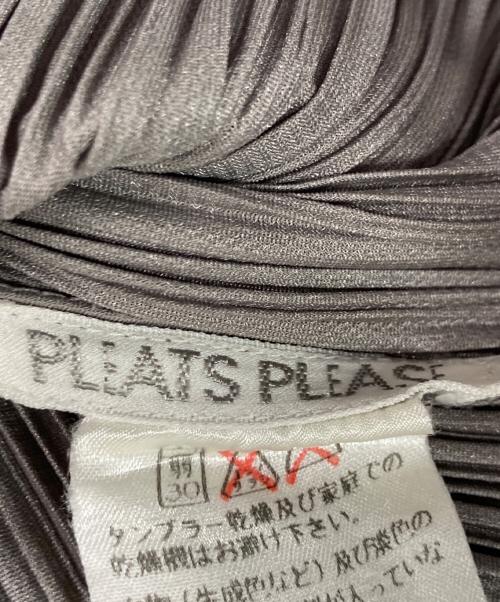 PLEATS PLEASE
弱
30
タンブラー乾燥及び家庭での
乾燥機はお避け下さい。
(生成色など)及び淡色の
が入っていな